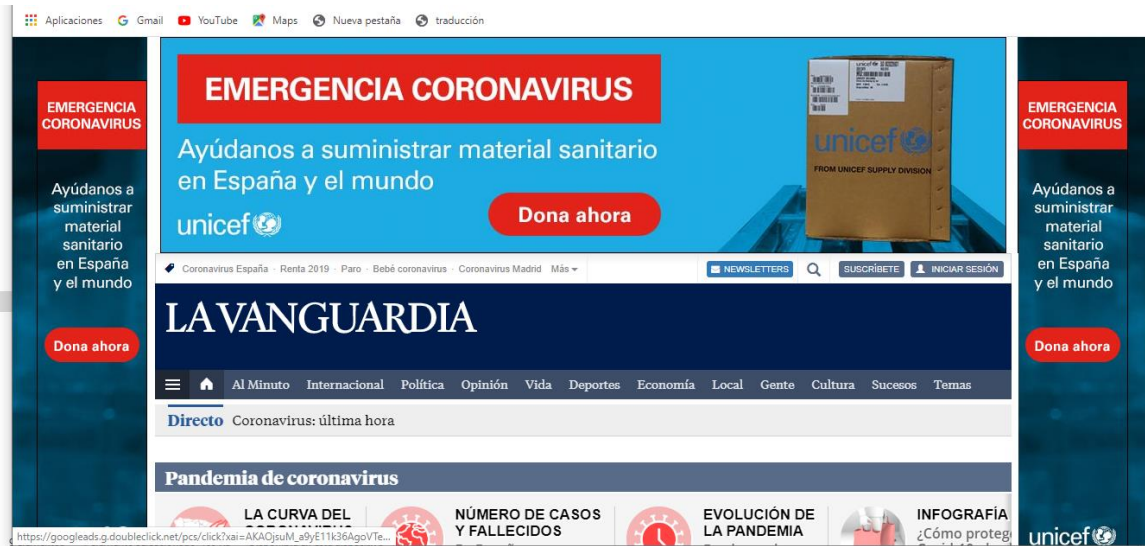 Aplicaciones Gmail YouTube Maps Nueva pestaña traducción
EMERGENCIA
CORONAVIRUS
Ayúdanos a
suministrar
material
sanitario
en España
y el mundo
Dona ahora
EMERGENCIA CORONAVIRUS
Ayúdanos a suministrar material sanitario
en España y el mundo
unicef
Dona ahora
unicef
FROM UNICEF SUPPLY DIVISION
EMERGENCIA
CORONAVIRUS
Ayúdanos a
suministrar
material
sanitario
en España
y el mundo
Dona ahora
unicef
Coronavirus España · Renta 2019 · Paro · Bebé coronavirus · Coronavirus Madrid Más
NEWSLETTERS SUSCRÍBETE INICIAR SESIÓN
LA VANGUARDIA
Al Minuto Internacional Política Opinión Vida Deportes Economía Local Gente Cultura Sucesos Temas
Directo Coronavirus: última hora
Pandemia de coronavirus
LA CURVA DEL
CORONAVIRUS
NÚMERO DE CASOS
Y FALLECIDOS
EVOLUCIÓN DE
LA PANDEMIA
INFOGRAFÍA
¿Cómo proteg